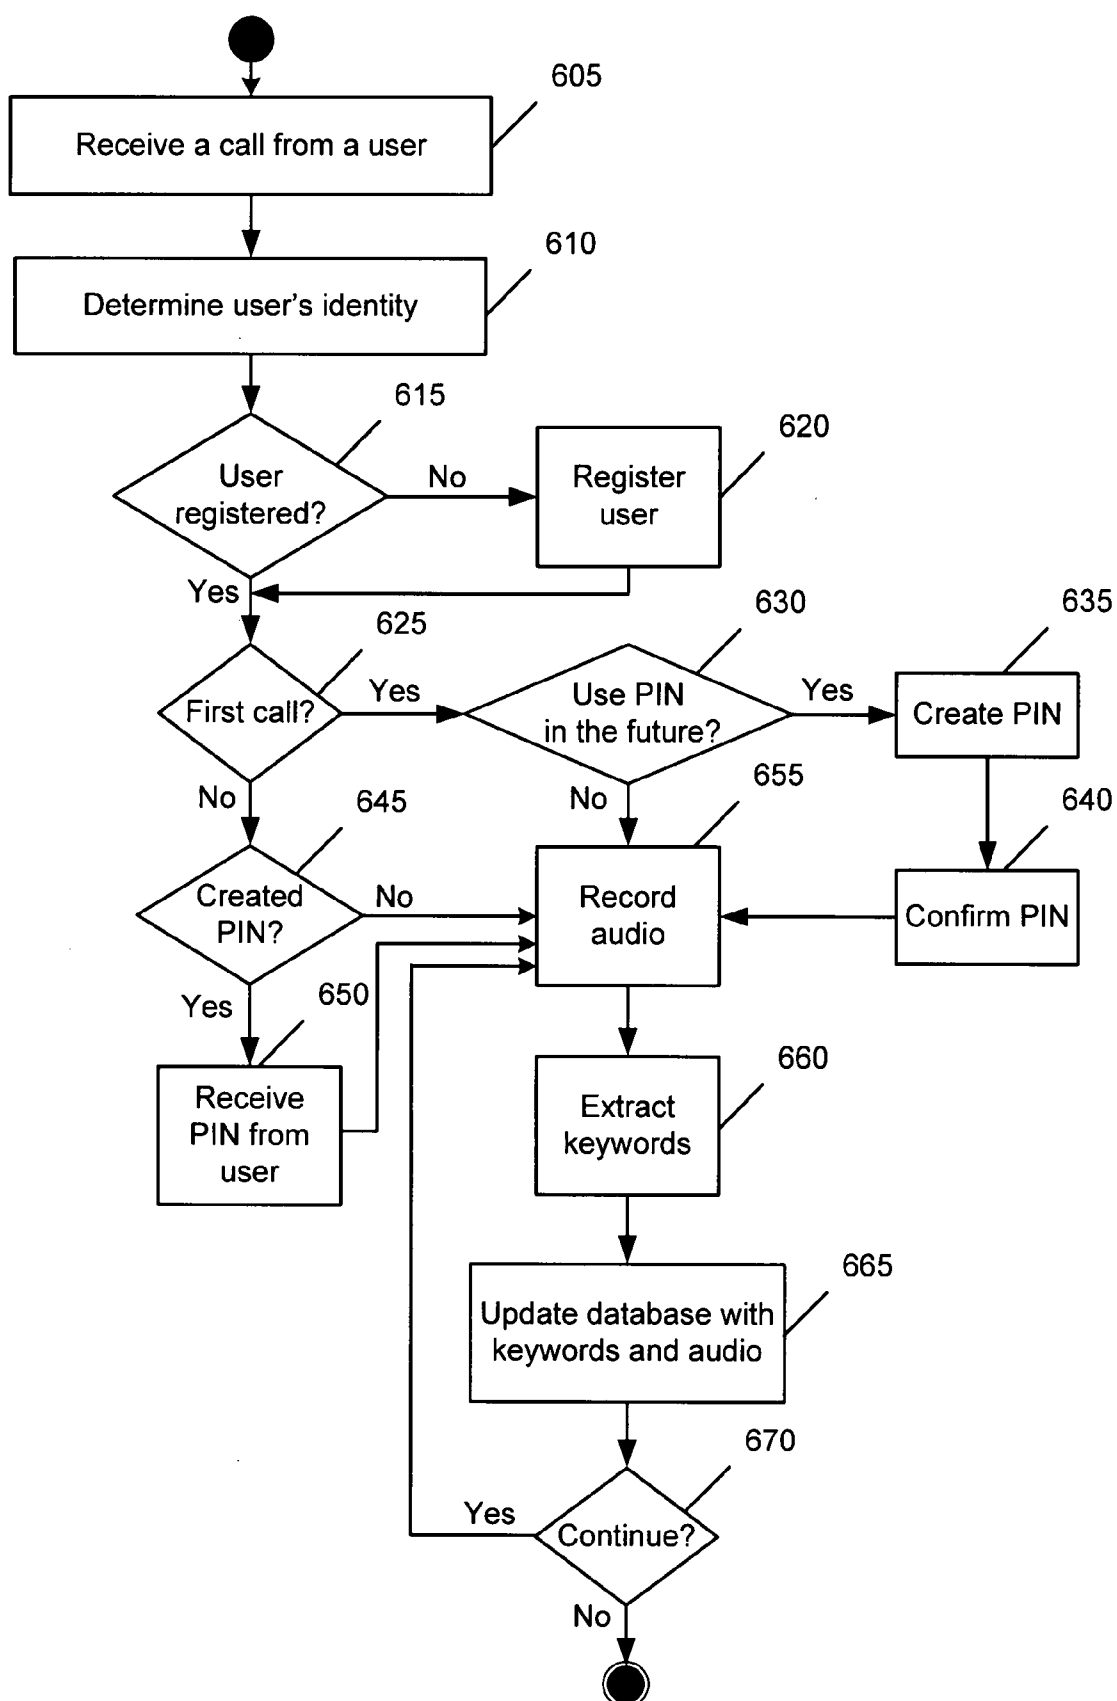 605
Receive a call from a user
610
Determine user's identity
615
User
registered?
No
620
Register
user
Yes
625
First call?
Yes
630
Use PIN
in the future?
Yes
635
Create PIN
No
645
No
655
640
Created
PIN?
No
Record
audio
Confirm PIN
Yes
650
Receive
PIN from
user
660
Extract
keywords
665
Update database with
keywords and audio
670
Yes
Continue?
No